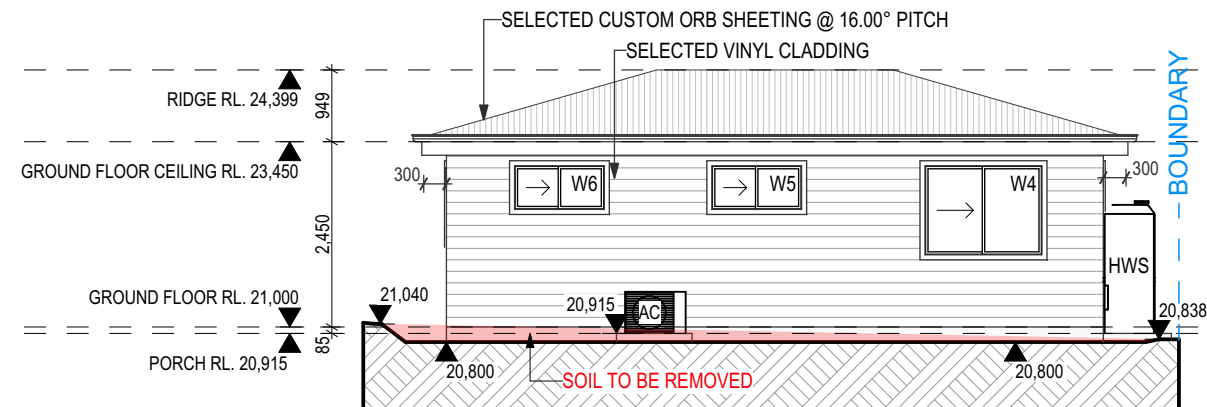 SELECTED CUSTOM ORB SHEETING @ 16.00° PITCH
SELECTED VINYL CLADDING
BOUNDARY
RIDGE RL. 24,399
949
GROUND FLOOR CEILING RL. 23,450
300
W6
W5
W4
300
2,450
HWS
GROUND FLOOR RL. 21,000
21,040
20,915
AC
20,838
85
PORCH RL. 20,915
20,800
SOIL TO BE REMOVED
20,800